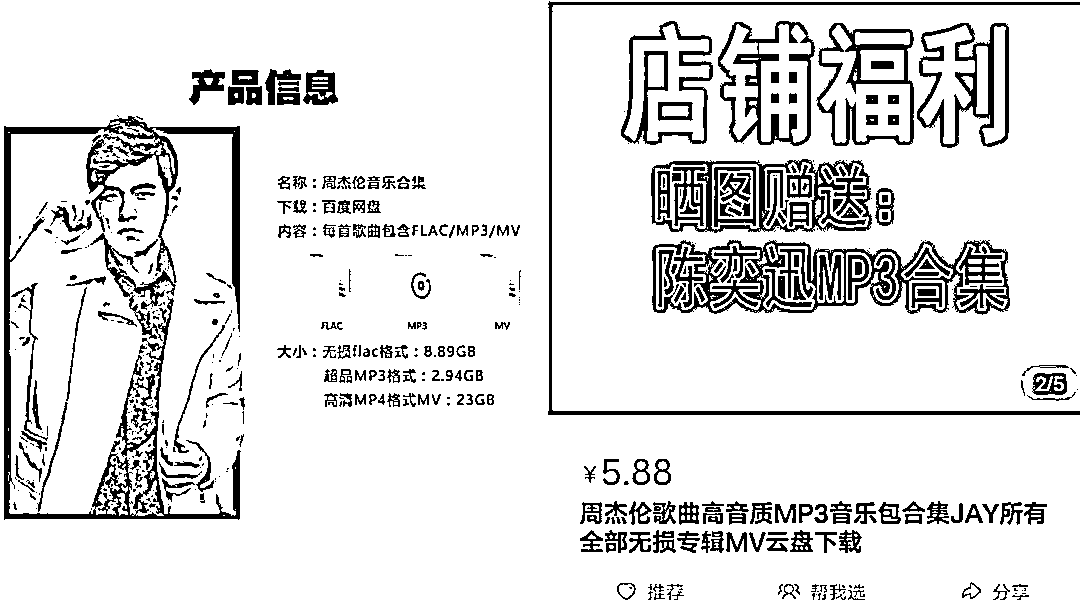 产品信息
名称：周杰伦音乐合集
下载：百度网盘
内容：每首歌曲包含FLAC/MP3/MV
FLAC MP3 MV
大小：无损flac格式：8.89GB
超品MP3格式：2.94GB
高清MP4格式MV：23GB
店铺福利
晒图赠送：
陈奕迅MP3合集
2/5
¥5.88
周杰伦歌曲高音质MP3音乐包合集JAY所有
全部无损专辑MV云盘下载
推荐 帮我选 分享